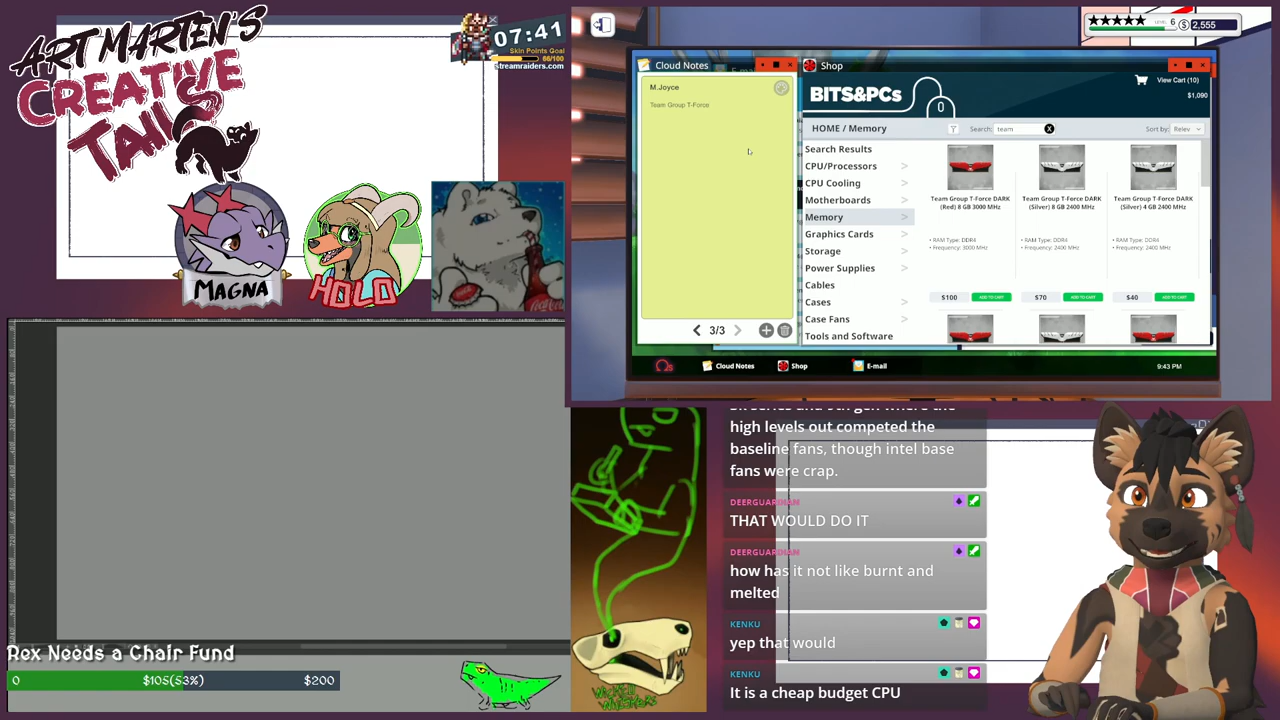 ART MARTEN'S
CREATIVE
TAILS
07:41
Skin Points Goal
66/100
streamraiders.com
MAGNA
HOLO
Coca-Cola
6
$ 2,555
Cloud Notes
M.Joyce
Team Group T-Force
3/3
Shop
BITS&PCs
View Cart (10)
$1,090
HOME / Memory
Search: team
X
Sort by: Relev
Search Results
CPU/Processors >
CPU Cooling >
Motherboards >
Memory >
Graphics Cards >
Storage >
Power Supplies >
Cables
Cases >
Case Fans >
Tools and Software
Team Group T-Force DARK
(Red) 8 GB 3000 MHz
• RAM Type: DDR4
• Frequency: 3000 MHz
$100 ADD TO CART
Team Group T-Force DARK
(Silver) 8 GB 2400 MHz
• RAM Type: DDR4
• Frequency: 2400 MHz
$70 ADD TO CART
Team Group T-Force DARK
(Silver) 4 GB 2400 MHz
• RAM Type: DDR4
• Frequency: 2400 MHz
$40 ADD TO CART
Cloud Notes
Shop
E-mail
9:43 PM
high levels out competed the
baseline fans, though intel base
fans were crap.
DEERGUARDIAN
THAT WOULD DO IT
DEERGUARDIAN
how has it not like burnt and
melted
KENKU
yep that would
KENKU
It is a cheap budget CPU
Rex Needs a Chair Fund
0
$105(53%)
$200